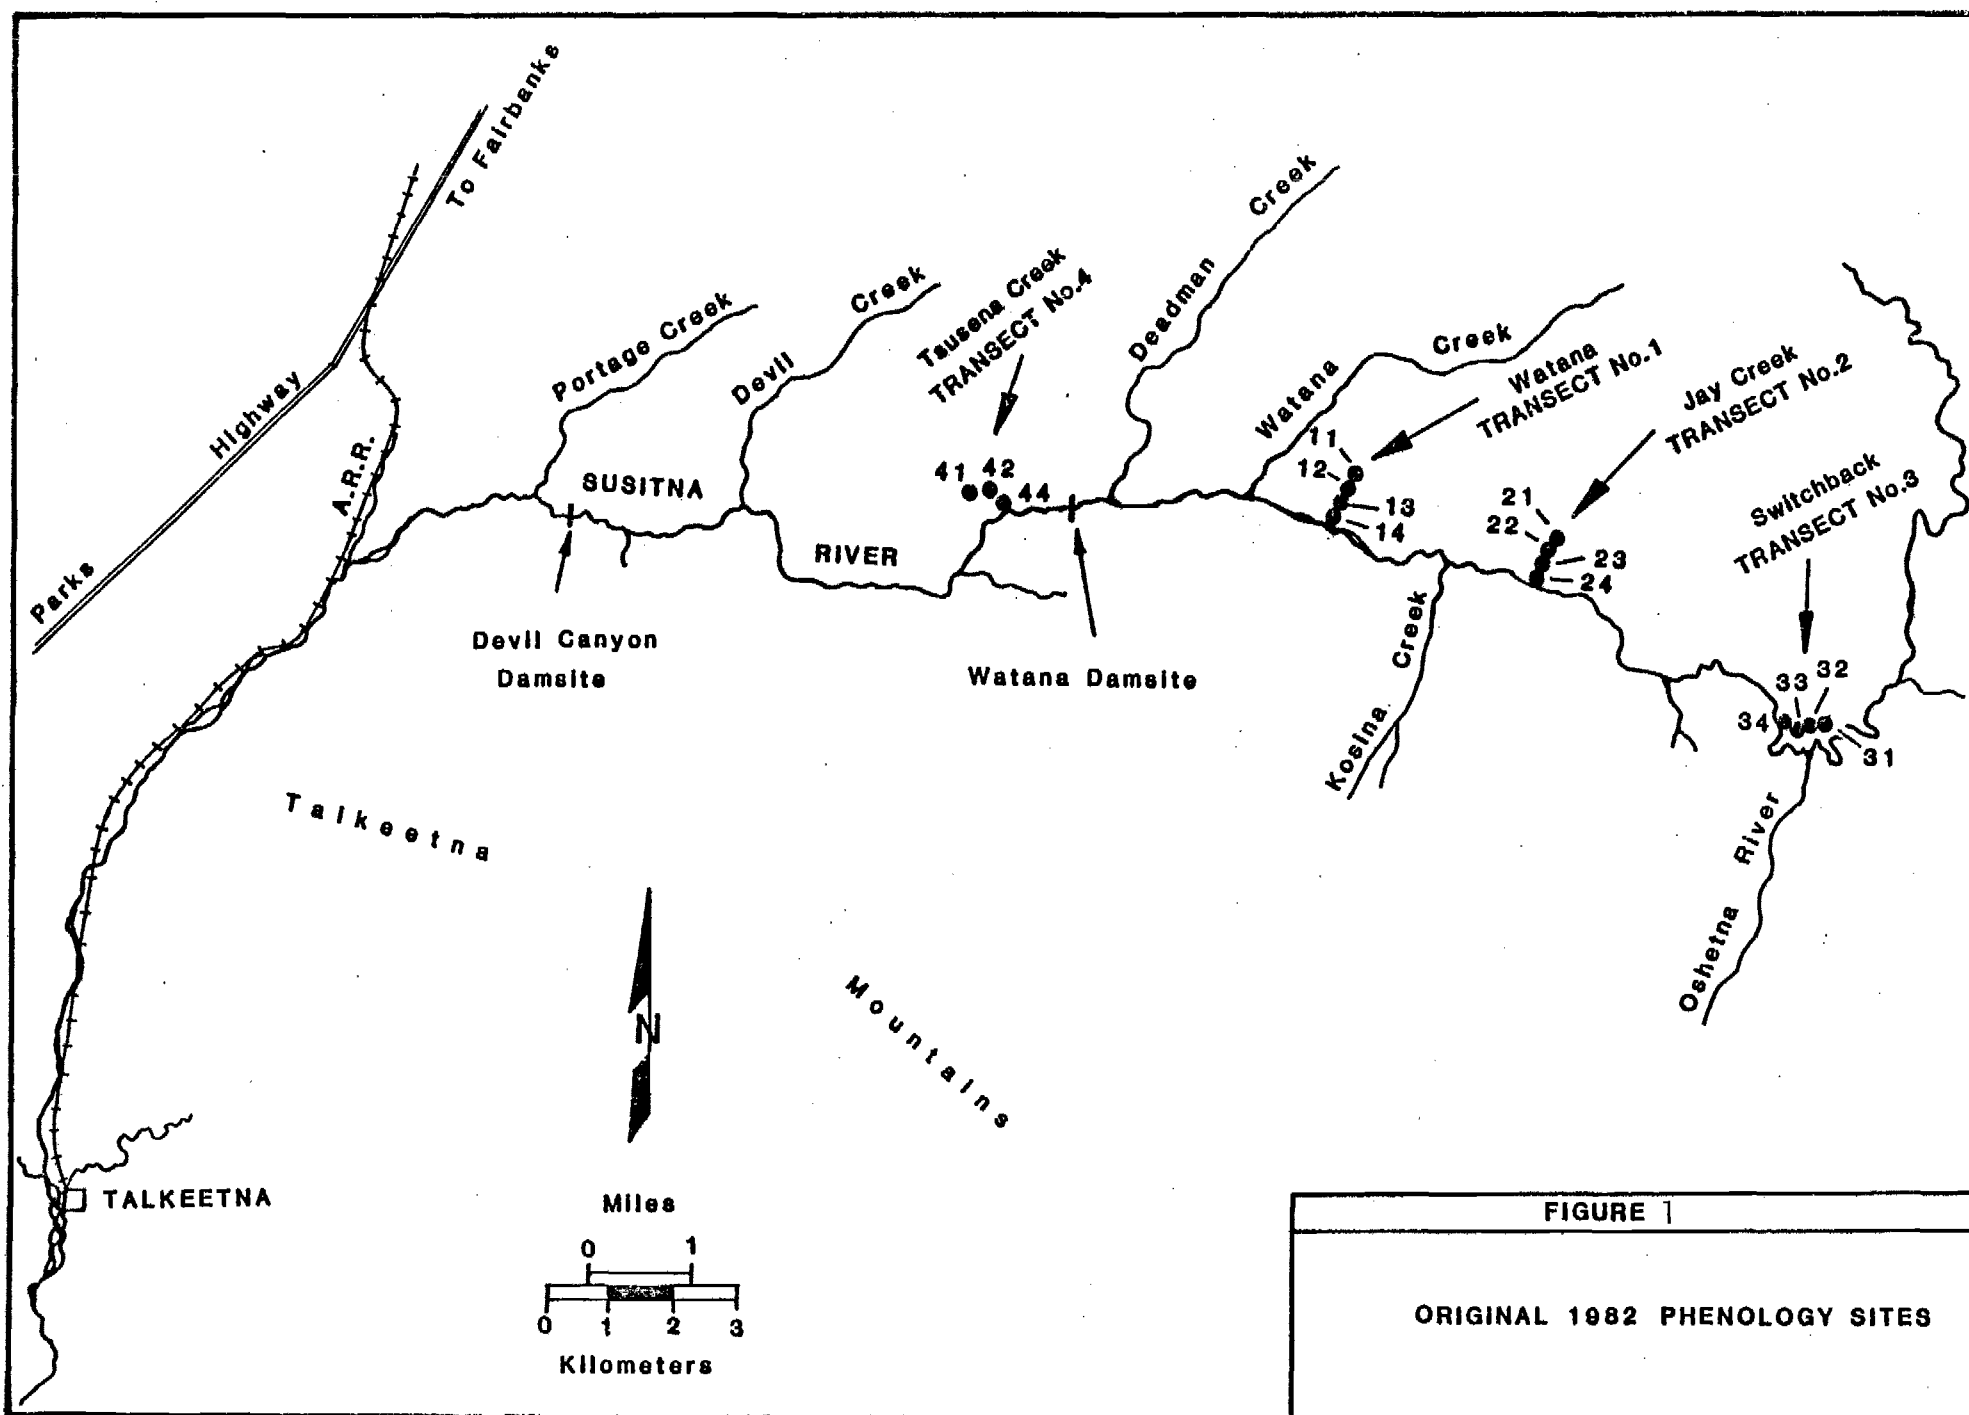 To Fairbanks
Parks Highway
A.R.R.
Portage Creek
Devil Creek
Tsusena Creek
TRANSECT No.4
Deadman Creek
Watana Creek
Watana
TRANSECT No.1
Jay Creek
TRANSECT No.2
Switchback
TRANSECT No.3
SUSITNA
RIVER
41
42
44
11
12
13
14
21
22
23
24
33
32
34
31
Devil Canyon
Damsite
Watana Damsite
Kosina Creek
Oshetna River
Talkeetna
Mountains
N
TALKEETNA
Miles
0 1
0 1 2 3
Kilometers
FIGURE 1
ORIGINAL 1982 PHENOLOGY SITES